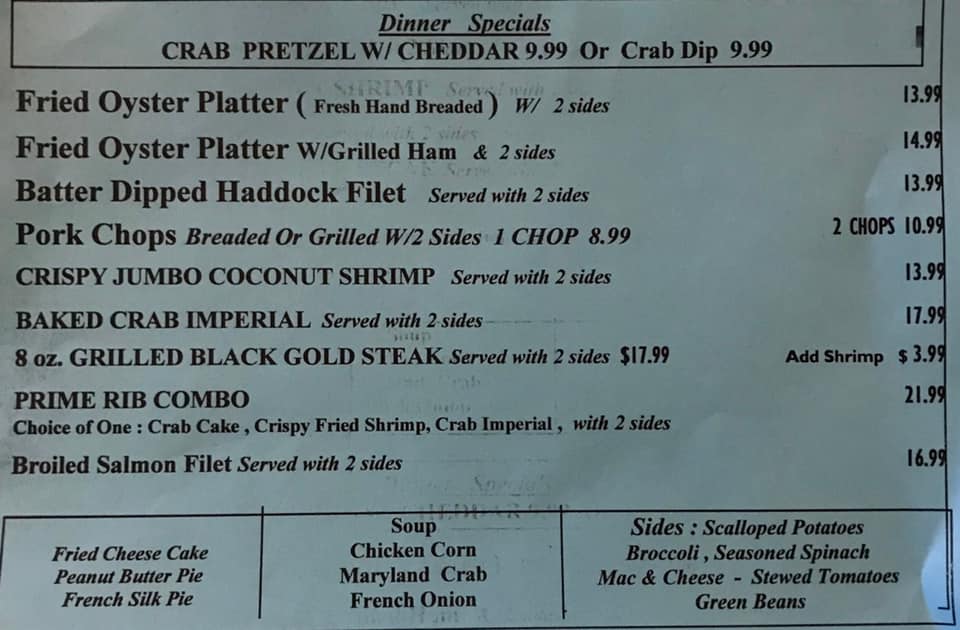 Dinner Specials
CRAB PRETZEL W/ CHEDDAR 9.99 Or Crab Dip 9.99
Fried Oyster Platter ( Fresh Hand Breaded ) W/ 2 sides 13.99
Fried Oyster Platter W/Grilled Ham & 2 sides 14.99
Batter Dipped Haddock Filet Served with 2 sides 13.99
Pork Chops Breaded Or Grilled W/2 Sides 1 CHOP 8.99 2 CHOPS 10.99
CRISPY JUMBO COCONUT SHRIMP Served with 2 sides 13.99
BAKED CRAB IMPERIAL Served with 2 sides 17.99
8 oz. GRILLED BLACK GOLD STEAK Served with 2 sides $17.99 Add Shrimp $ 3.99
PRIME RIB COMBO 21.99
Choice of One : Crab Cake , Crispy Fried Shrimp, Crab Imperial , with 2 sides
Broiled Salmon Filet Served with 2 sides 16.99
Fried Cheese Cake
Peanut Butter Pie
French Silk Pie
Soup
Chicken Corn
Maryland Crab
French Onion
Sides : Scalloped Potatoes
Broccoli , Seasoned Spinach
Mac & Cheese - Stewed Tomatoes
Green Beans